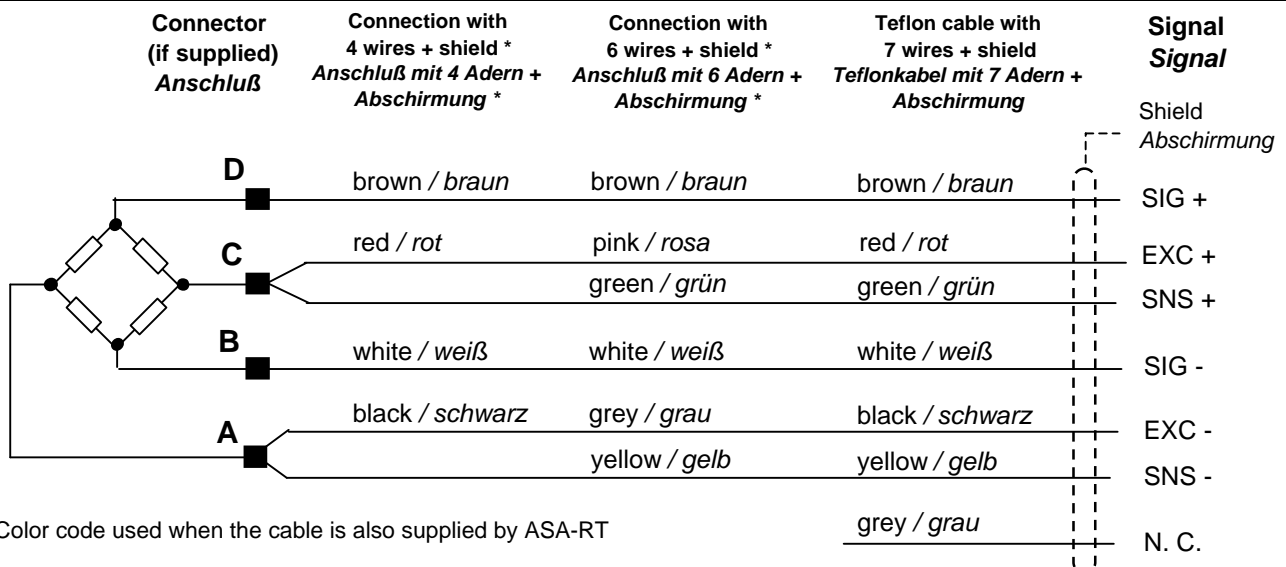 Connector
(if supplied)
Anschluß
Connection with
4 wires + shield *
Anschluß mit 4 Adern +
Abschirmung *
Connection with
6 wires + shield *
Anschluß mit 6 Adern +
Abschirmung *
Teflon cable with
7 wires + shield
Teflonkabel mit 7 Adern +
Abschirmung
Signal
Signal
Shield
Abschirmung
D
brown / braun
brown / braun
brown / braun
SIG +
C
red / rot
pink / rosa
red / rot
EXC +
green / grün
green / grün
SNS +
B
white / weiß
white / weiß
white / weiß
SIG -
A
black / schwarz
grey / grau
black / schwarz
EXC -
yellow / gelb
yellow / gelb
SNS -
Color code used when the cable is also supplied by ASA-RT
grey / grau
N. C.